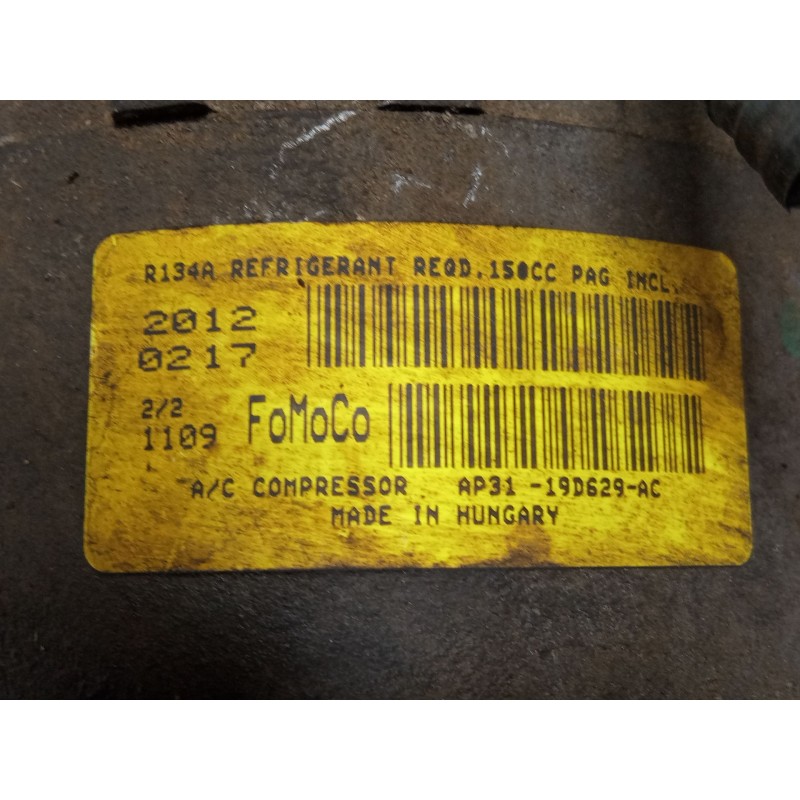 R134A REFRIGERANT REQD.150CC PAG INCL.
2012
0217
2/2
1109 FoMoCo
A/C COMPRESSOR AP31 -19D629-AC
MADE IN HUNGARY